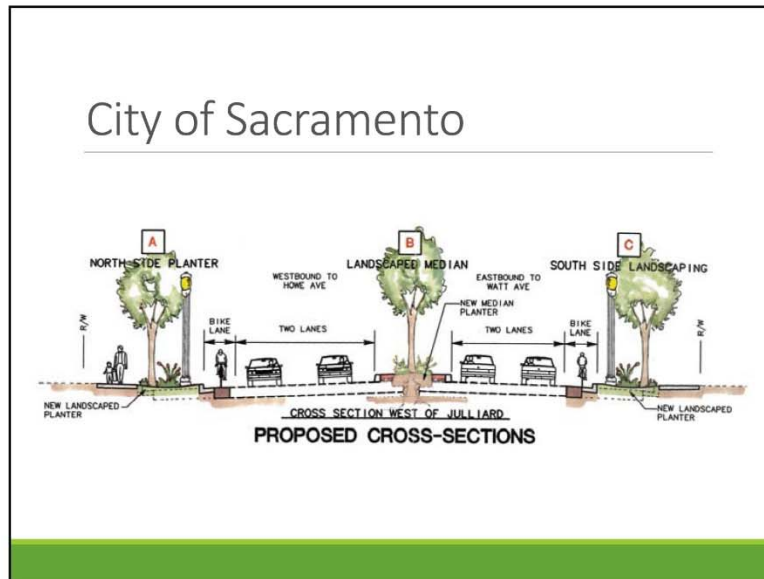 City of Sacramento
A
B
C
NORTH SIDE PLANTER
LANDSCAPED MEDIAN
SOUTH SIDE LANDSCAPING
WESTBOUND TO
HOWE AVE
EASTBOUND TO
WATT AVE
NEW MEDIAN
PLANTER
R/W
BIKE
LANE
TWO LANES
TWO LANES
BIKE
LANE
R/W
NEW LANDSCAPED
PLANTER
NEW LANDSCAPED
PLANTER
CROSS SECTION WEST OF JULLIARD
PROPOSED CROSS-SECTIONS